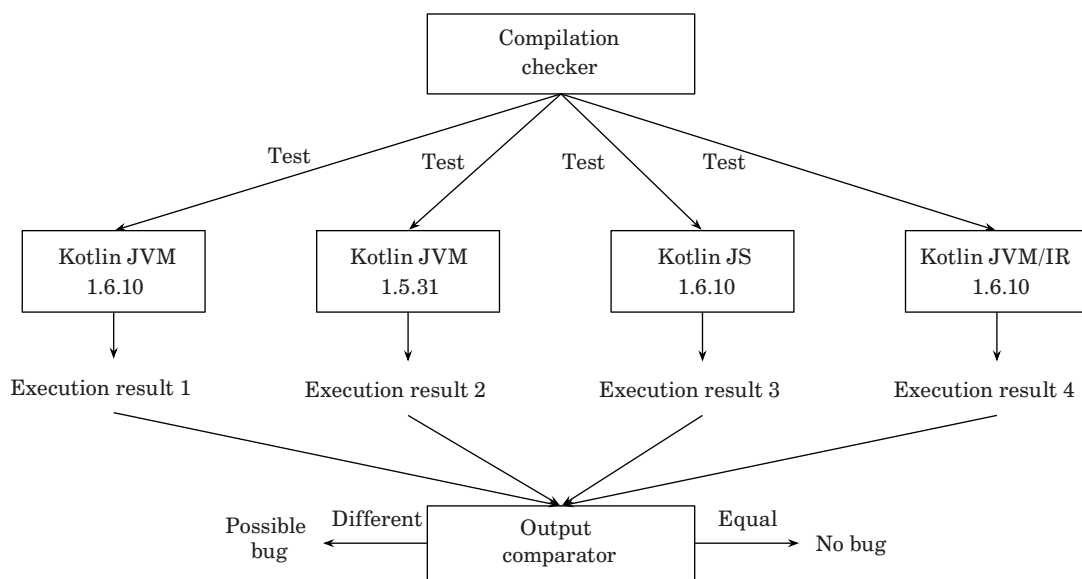 Compilation
checker
Test
Test
Test
Test
Kotlin JVM
1.6.10
Kotlin JVM
1.5.31
Kotlin JS
1.6.10
Kotlin JVM/IR
1.6.10
Execution result 1
Execution result 2
Execution result 3
Execution result 4
Possible
bug
Different
Output
comparator
Equal
No bug